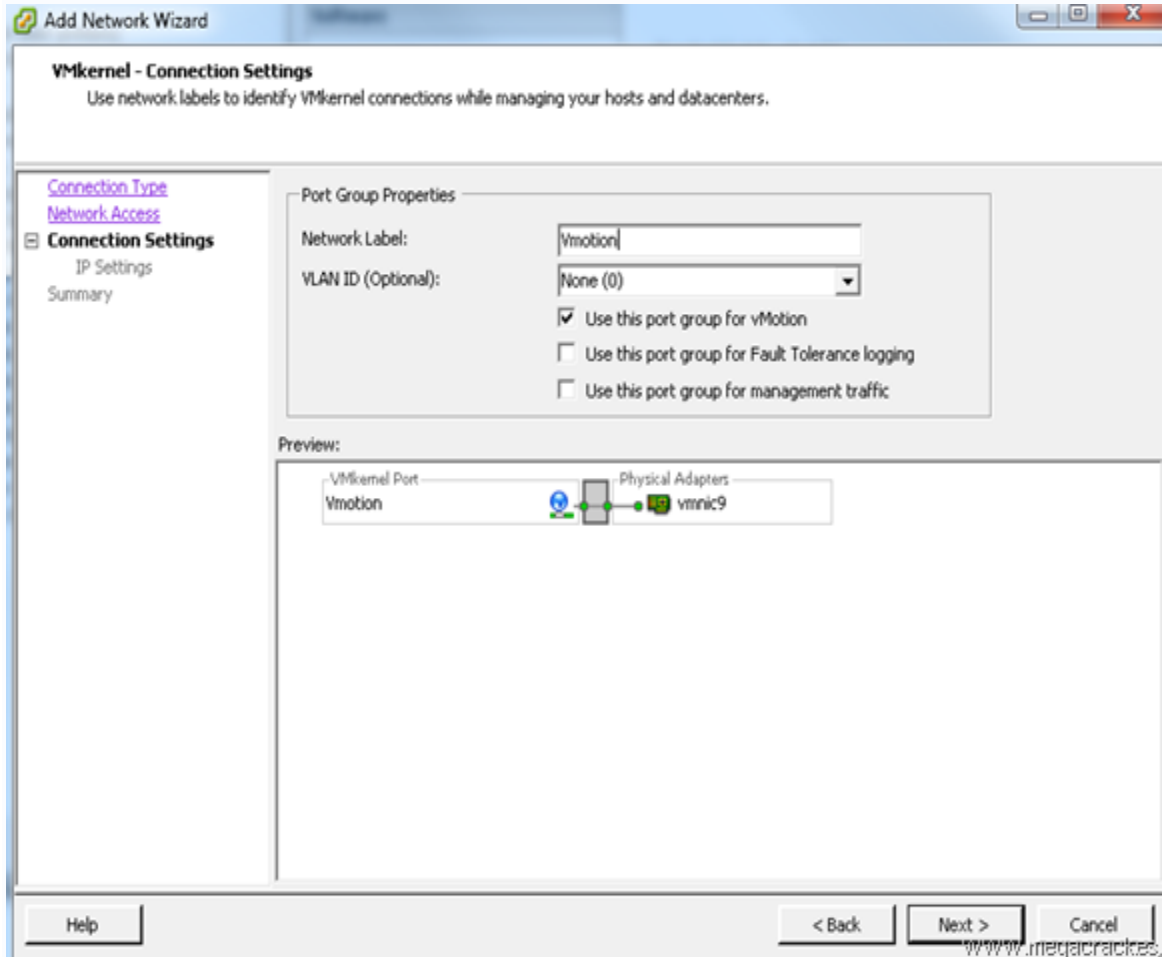 Add Network Wizard
VMkernel - Connection Settings
Use network labels to identify VMkernel connections while managing your hosts and datacenters.
Connection Type
Network Access
Connection Settings
IP Settings
Summary
Port Group Properties
Network Label:
Vmotion
VLAN ID (Optional):
None (0)
Use this port group for vMotion
Use this port group for Fault Tolerance logging
Use this port group for management traffic
Preview:
VMkernel Port
Vmotion
Physical Adapters
vmnic9
Help
< Back
Next >
Cancel
www.megacrack.es